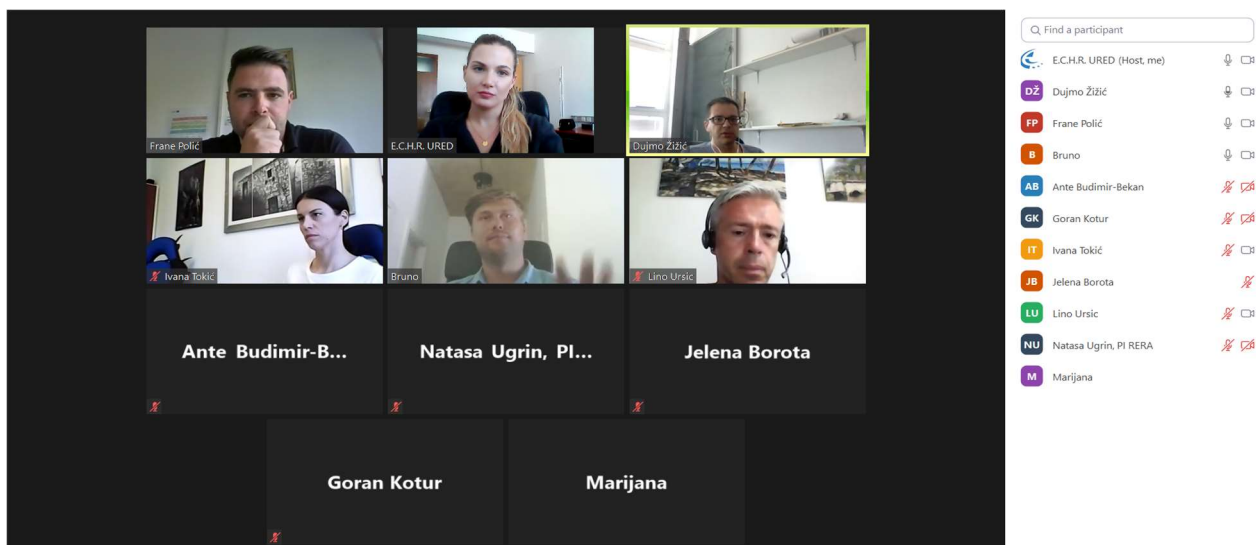 Frane Polić
E.C.H.R. URED
Dujmo Žižić
Ivana Tokić
Bruno
Lino Ursic
Ante Budimir-B...
Natasa Ugrin, PI...
Jelena Borota
Goran Kotur
Marijana
Find a participant
E.C.H.R. URED (Host, me)
DŽ Dujmo Žižić
FP Frane Polić
B Bruno
AB Ante Budimir-Bekan
GK Goran Kotur
IT Ivana Tokić
JB Jelena Borota
LU Lino Ursic
NU Natasa Ugrin, PI RERA
M Marijana